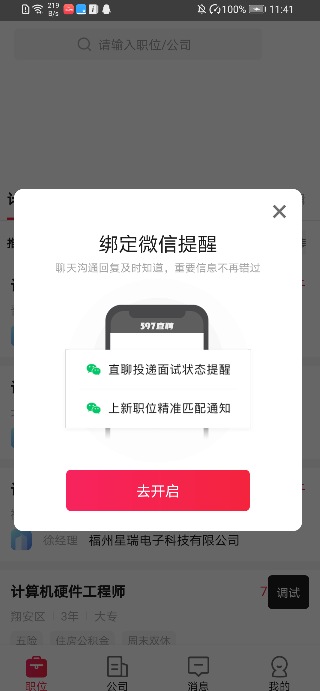 219
B/s
100%
11:41
请输入职位/公司
绑定微信提醒
聊天沟通回复及时知道，重要信息不再错过
597直聘
直聊投递面试状态提醒
上新职位精准匹配通知
去开启
徐经理 福州星瑞电子科技有限公司
计算机硬件工程师 7
翔安区 3年 大专
调试
五险 住房公积金 周末双休
职位 公司 消息 我的